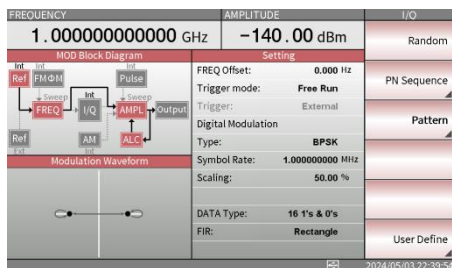 FREQUENCY AMPLITUDE I/Q
1.000000000000 GHz −140.00 dBm
MOD Block Diagram
Int Int Int
Ref FMΦM Pulse
Sweep Int Sweep
FREQ I/Q AMPL Output
Ref AM ALC
Ext Int
Modulation Waveform
Setting
FREQ Offset: 0.000 Hz
Trigger mode: Free Run
Trigger: External
Digital Modulation
Type: BPSK
Symbol Rate: 1.000000000 MHz
Scaling: 50.00 %
DATA Type: 16 1's & 0's
FIR: Rectangle
Random
PN Sequence
Pattern
User Define
2024/05/03 22:39:54